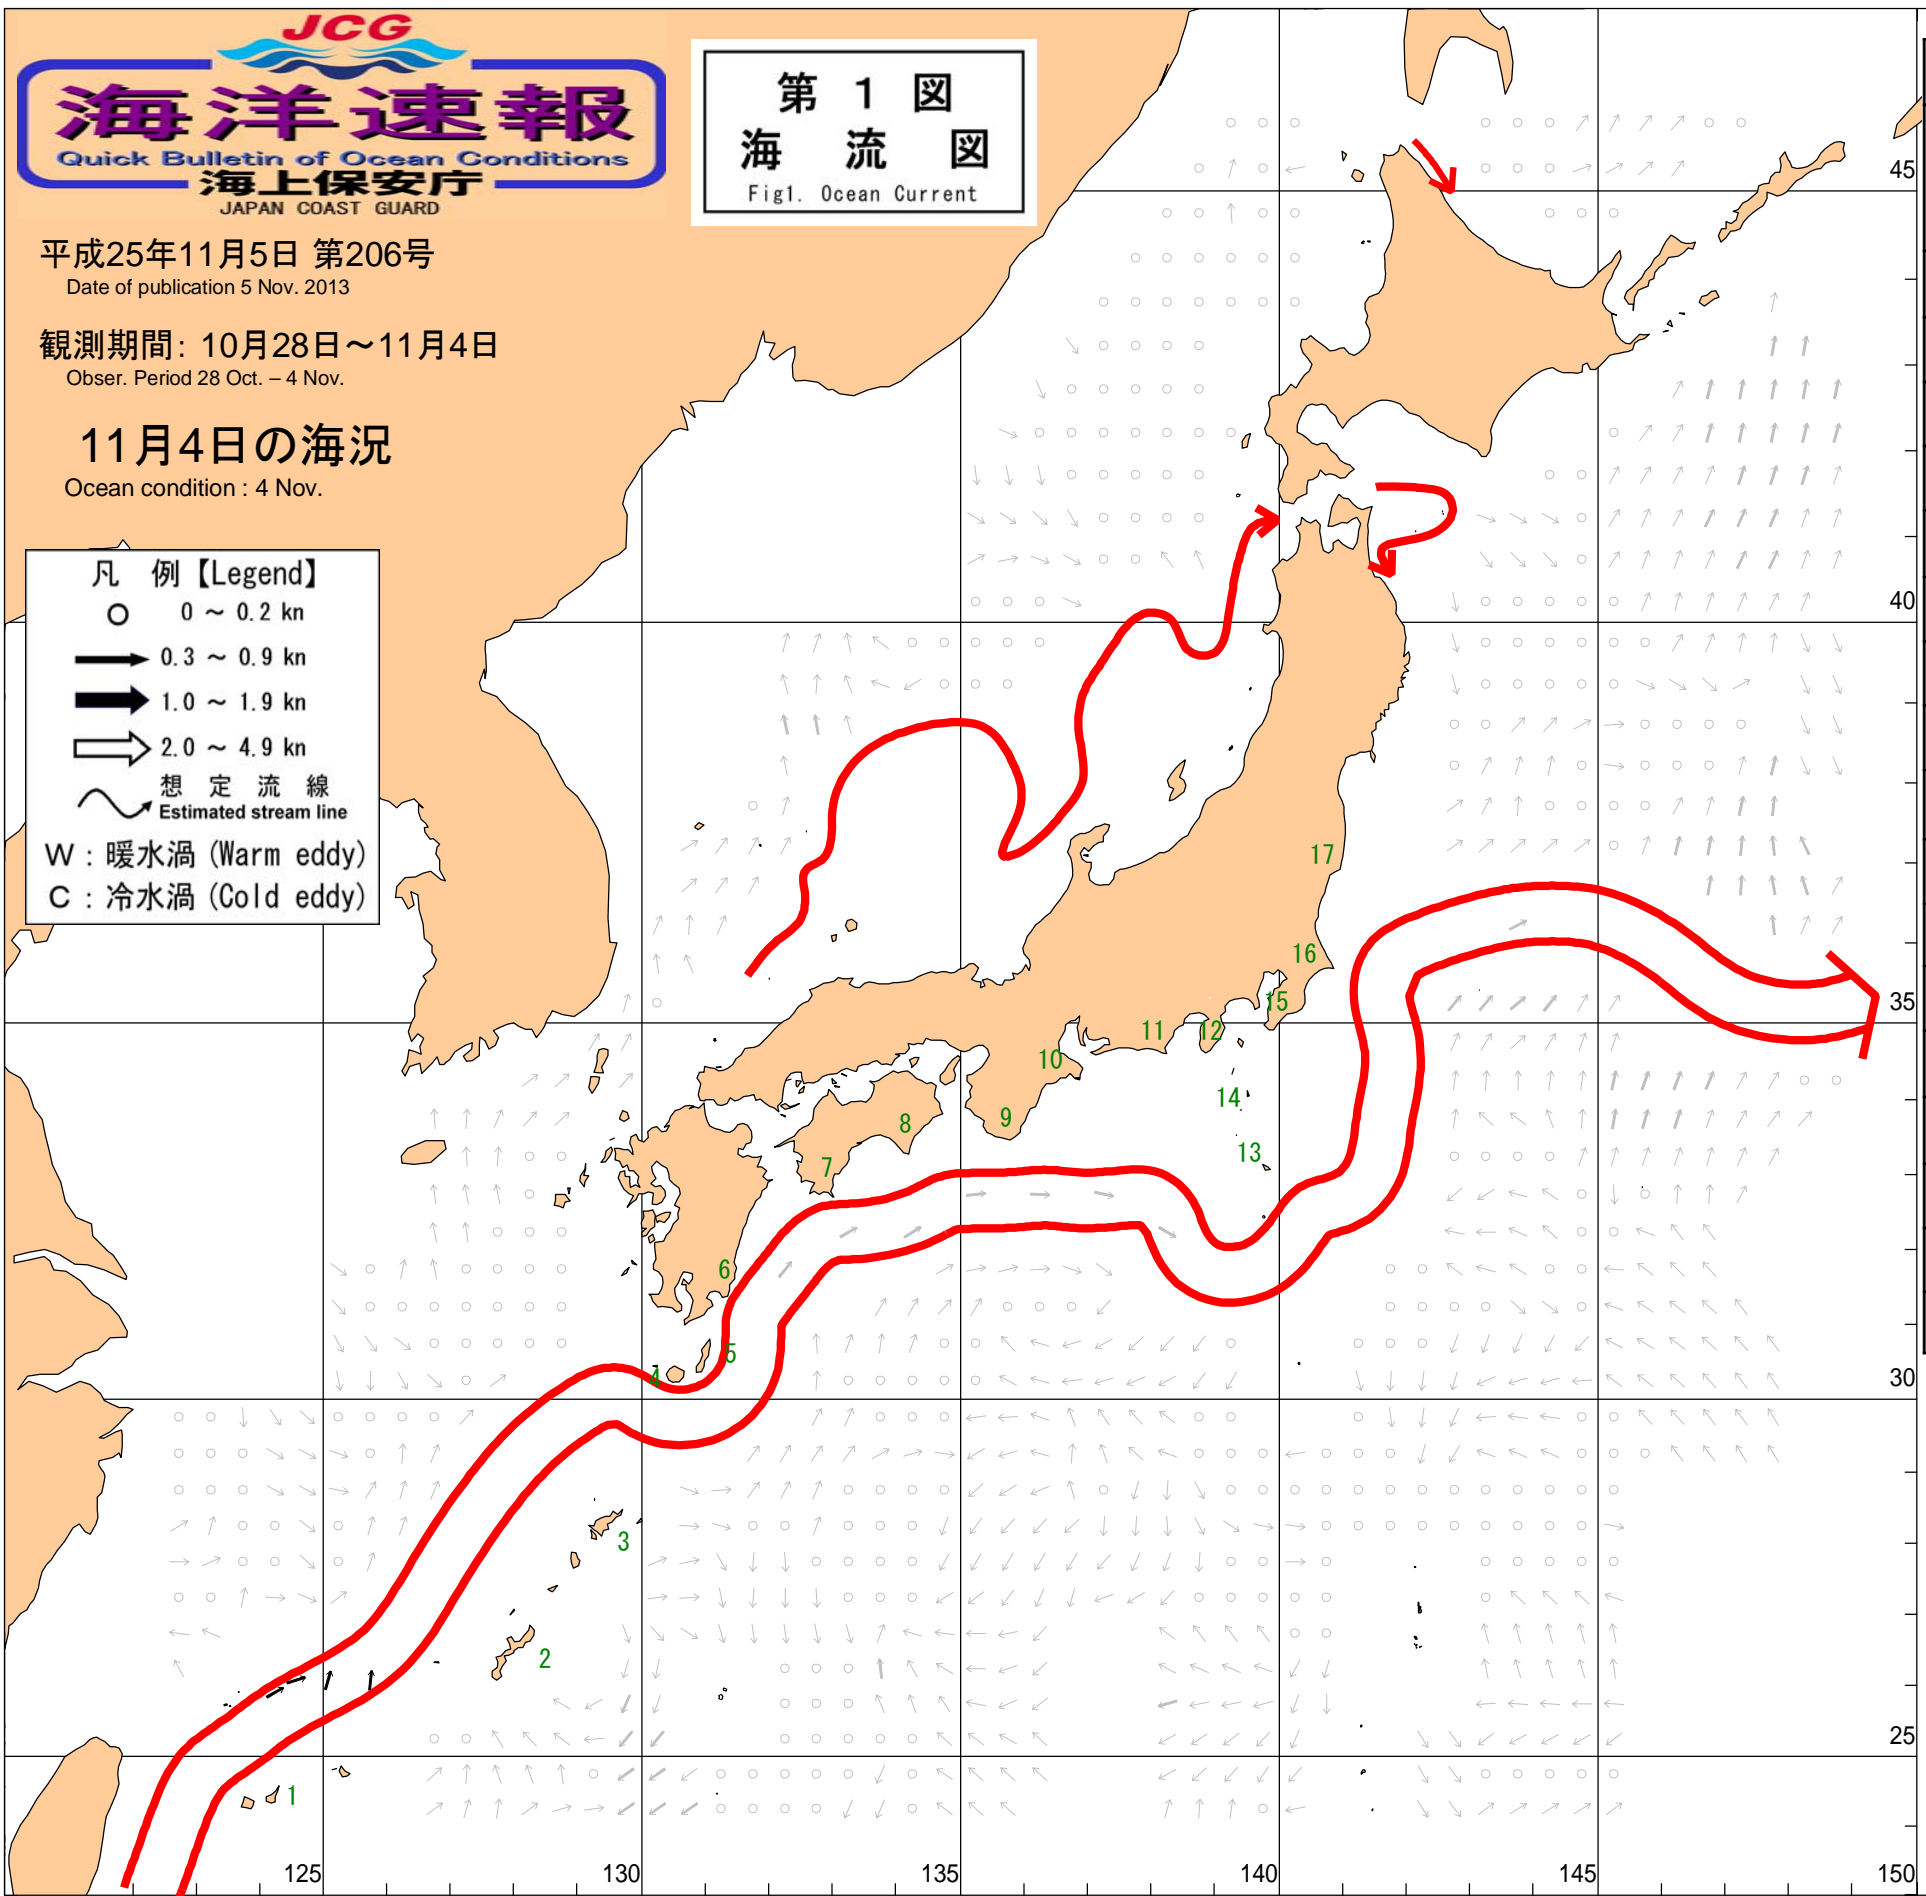 JCG
海洋速報
Quick Bulletin of Ocean Conditions
海上保安庁
JAPAN COAST GUARD
第 1 図
海 流 図
Fig1. Ocean Current
平成25年11月5日 第206号
Date of publication 5 Nov. 2013
観測期間: 10月28日～11月4日
Obser. Period 28 Oct. – 4 Nov.
11月4日の海況
Ocean condition : 4 Nov.
凡 例【Legend】
0 ～ 0.2 kn
0.3 ～ 0.9 kn
1.0 ～ 1.9 kn
2.0 ～ 4.9 kn
想 定 流 線
Estimated stream line
W : 暖水渦 (Warm eddy)
C : 冷水渦 (Cold eddy)
45
40
17
16
35
15
12
11
10
14
9
8
13
7
6
5
4
30
3
2
25
1
125
130
135
140
145
150